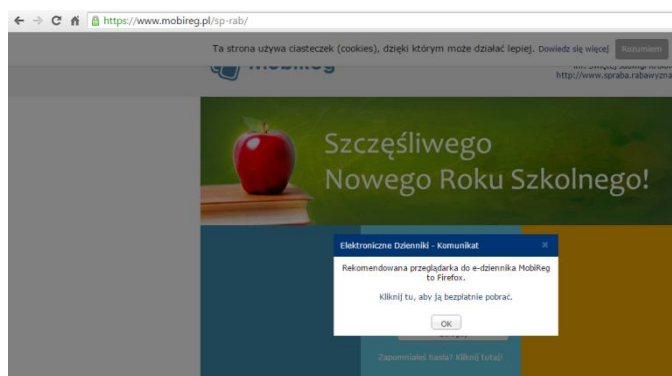 https://www.mobireg.pl/sp-rab/
Ta strona używa ciasteczek (cookies), dzięki którym może działać lepiej. Dowiedz się więcej Rozumiem
http://www.spraba.rabawyzna
Szczęśliwego
Nowego Roku Szkolnego!
Elektroniczne Dzienniki - Komunikat
Rekomendowana przeglądarka do e-dziennika MobiReg
to Firefox.
Kliknij tu, aby ją bezpłatnie pobrać.
OK
Zapomniałeś hasła? Kliknij tutaj!